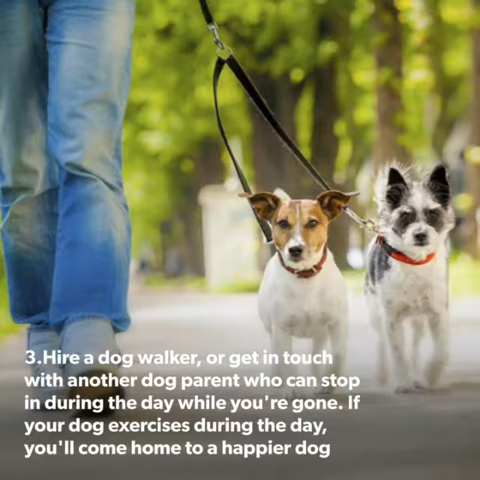 3.Hire a dog walker, or get in touch
with another dog parent who can stop
in during the day while you're gone. If
your dog exercises during the day,
you'll come home to a happier dog